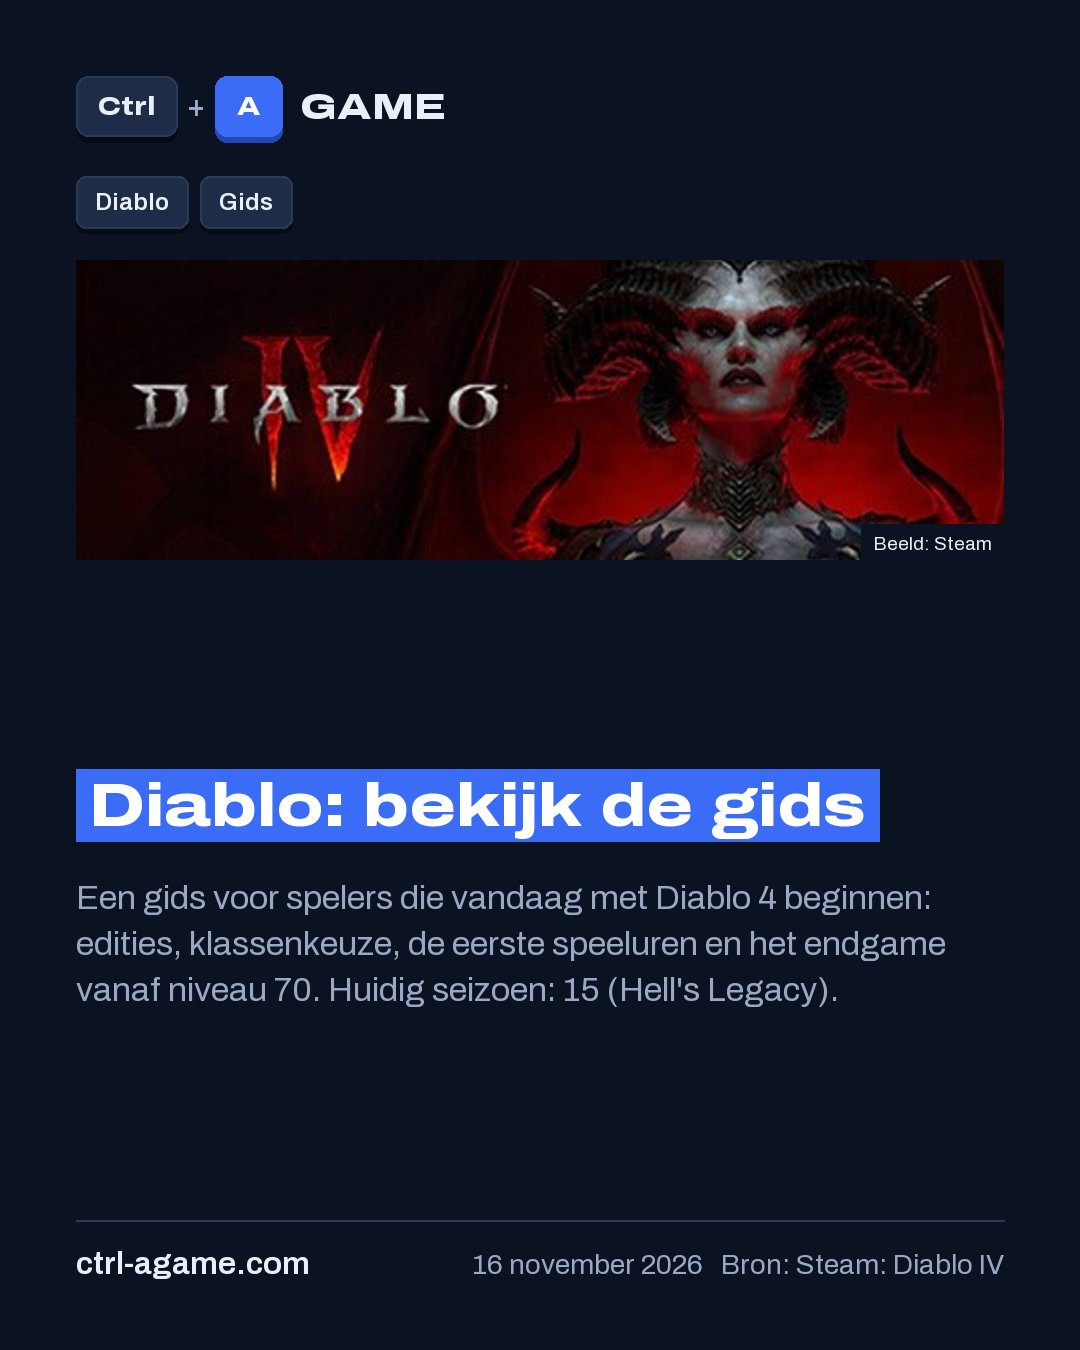 Ctrl + A GAME
Diablo Gids
DIABLO IV
Beeld: Steam
Diablo: bekijk de gids
Een gids voor spelers die vandaag met Diablo 4 beginnen:
edities, klassenkeuze, de eerste speeluren en het endgame
vanaf niveau 70. Huidig seizoen: 15 (Hell's Legacy).
ctrl-agame.com 16 november 2026 Bron: Steam: Diablo IV